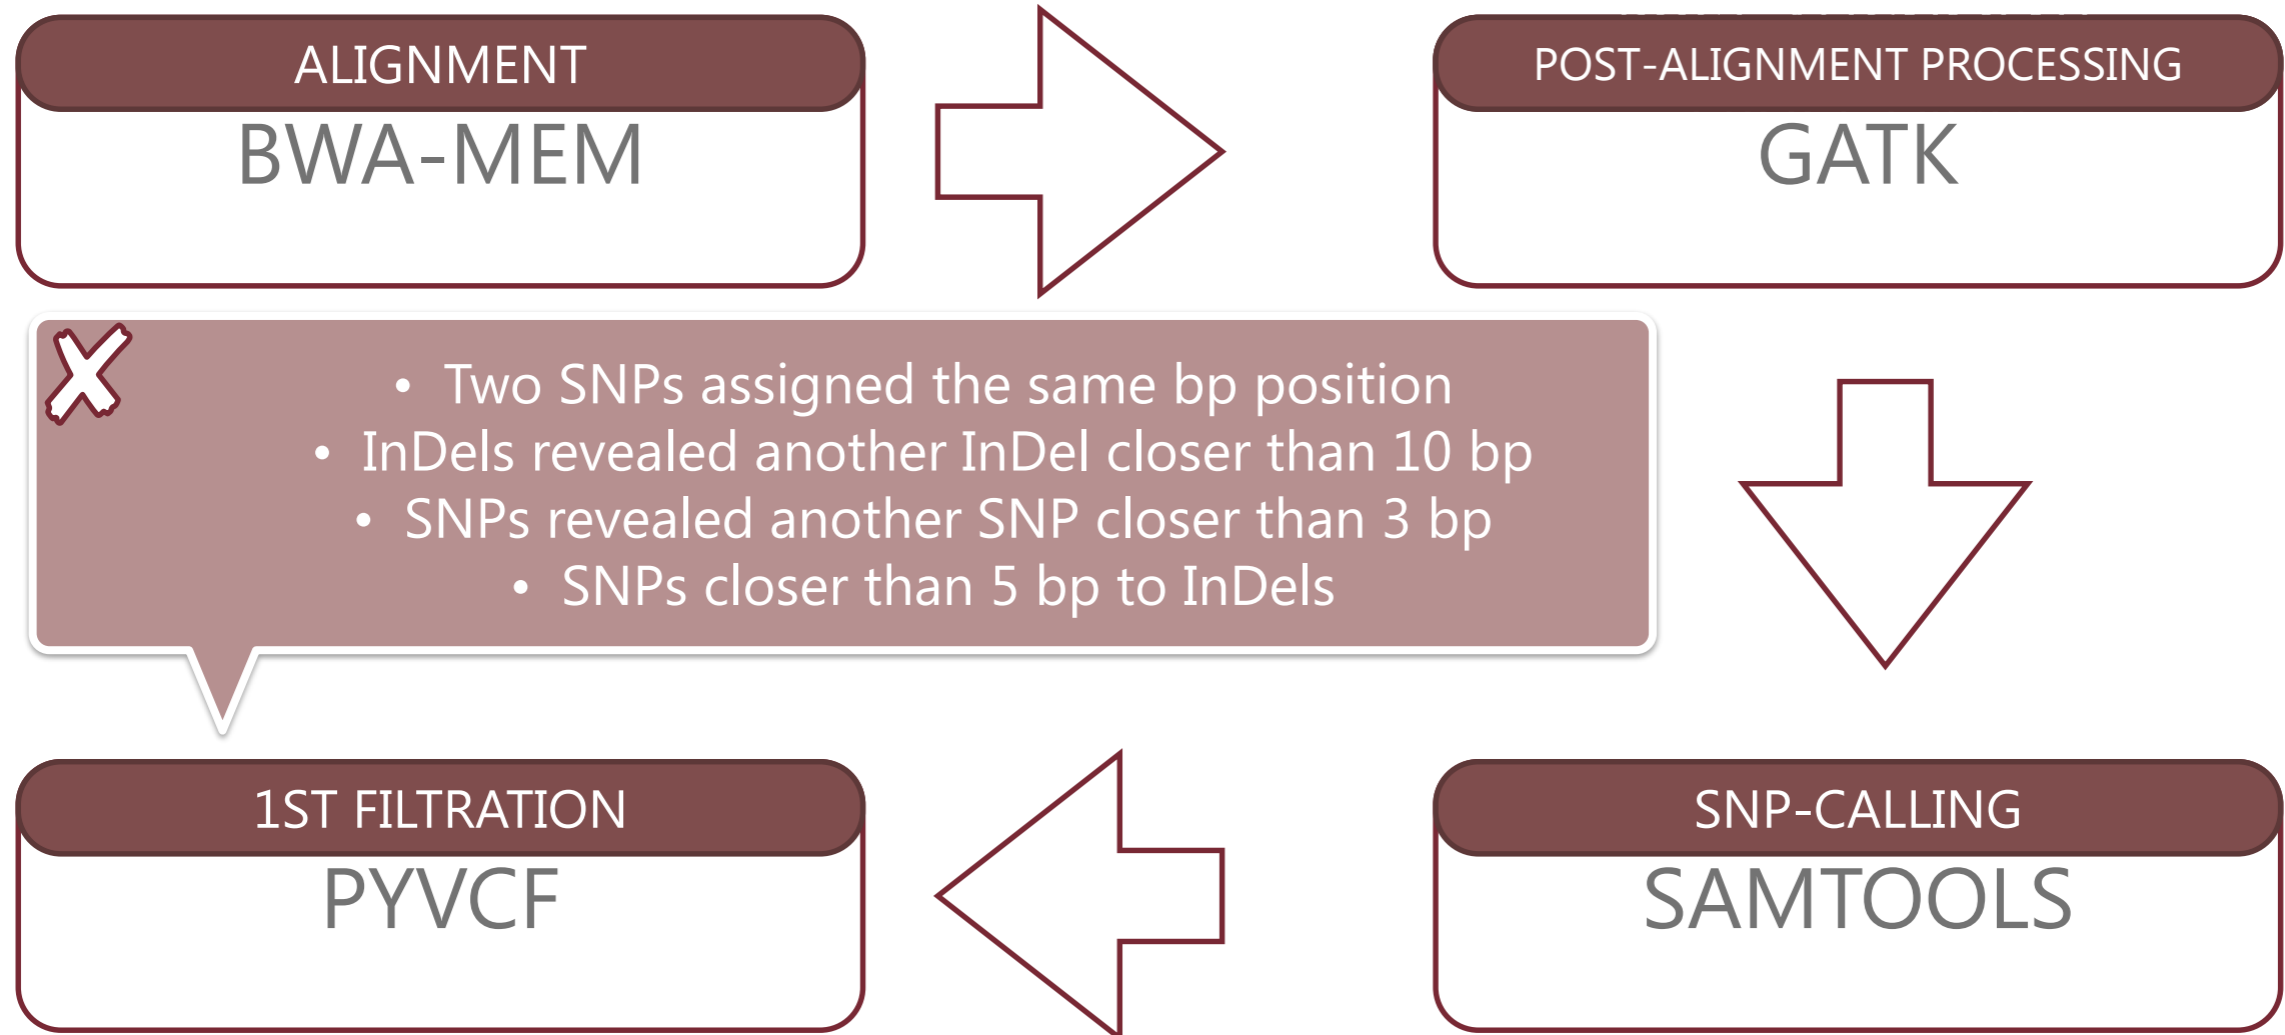 ALIGNMENT
BWA-MEM
POST-ALIGNMENT PROCESSING
GATK
• Two SNPs assigned the same bp position
• InDels revealed another InDel closer than 10 bp
• SNPs revealed another SNP closer than 3 bp
• SNPs closer than 5 bp to InDels
1ST FILTRATION
PYVCF
SNP-CALLING
SAMTOOLS